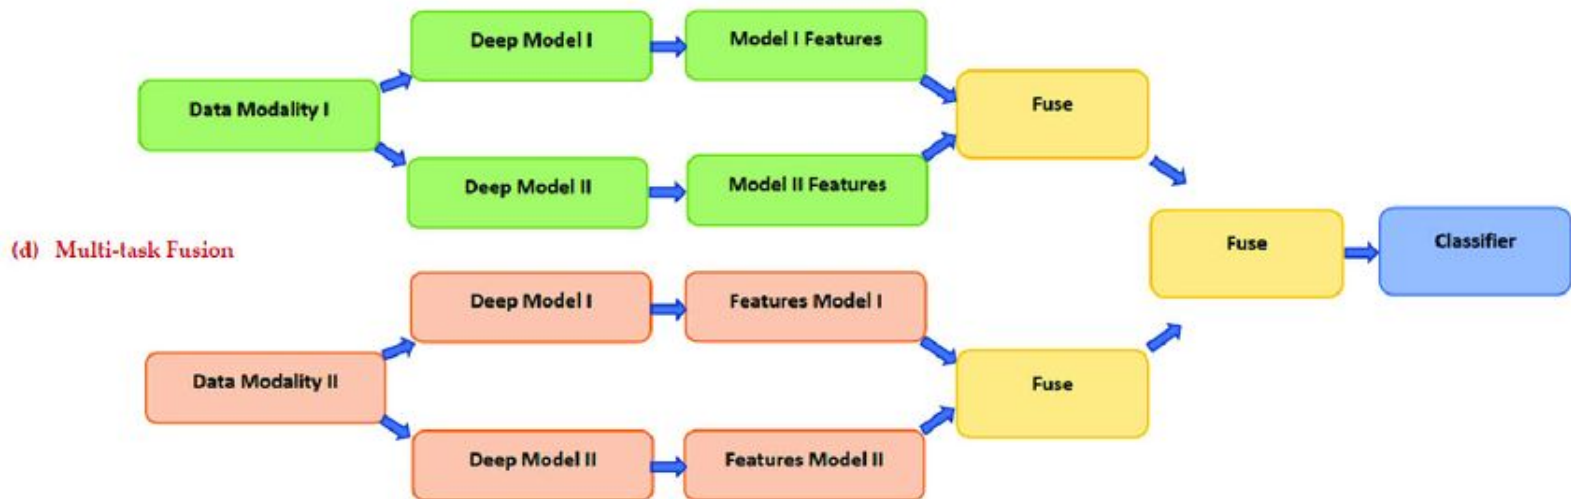 Deep Model I
Model I Features
Data Modality I
Fuse
Deep Model II
Model II Features
(d) Multi-task Fusion
Fuse
Classifier
Deep Model I
Features Model I
Data Modality II
Fuse
Deep Model II
Features Model II